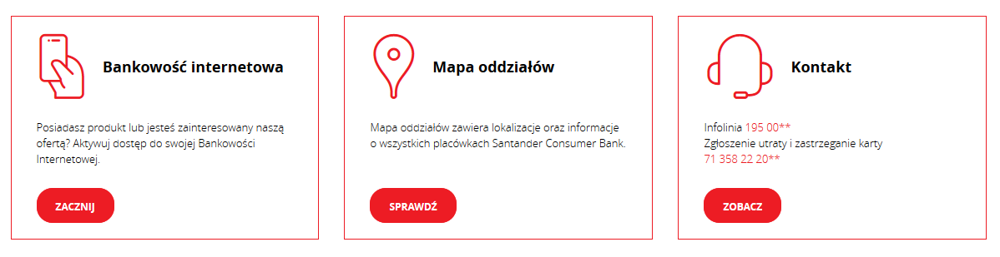 Bankowość internetowa
Posiadasz produkt lub jesteś zainteresowany naszą
ofertą? Aktywuj dostęp do swojej Bankowości
Internetowej.
ZACZNIJ
Mapa oddziałów
Mapa oddziałów zawiera lokalizacje oraz informacje
o wszystkich placówkach Santander Consumer Bank.
SPRAWDŹ
Kontakt
Infolinia 195 00**
Zgłoszenie utraty i zastrzeganie karty
71 358 22 20**
ZOBACZ